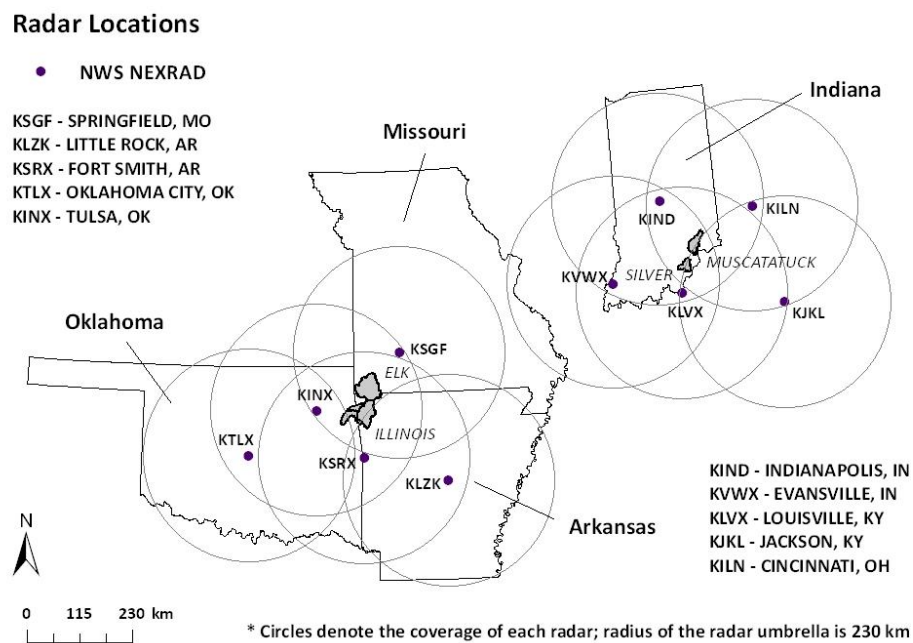 Radar Locations
NWS NEXRAD
KSGF - SPRINGFIELD, MO
KLZK - LITTLE ROCK, AR
KSRX - FORT SMITH, AR
KTLX - OKLAHOMA CITY, OK
KINX - TULSA, OK
Missouri
Indiana
KIND
KILN
KVWX
SILVER
MUSCATATUCK
KLVX
KJKL
Oklahoma
KSGF
ELK
KINX
ILLINOIS
KTLX
KSRX
KLZK
Arkansas
KIND - INDIANAPOLIS, IN
KVWX - EVANSVILLE, IN
KLVX - LOUISVILLE, KY
KJKL - JACKSON, KY
KILN - CINCINNATI, OH
N
0 115 230 km
* Circles denote the coverage of each radar; radius of the radar umbrella is 230 km